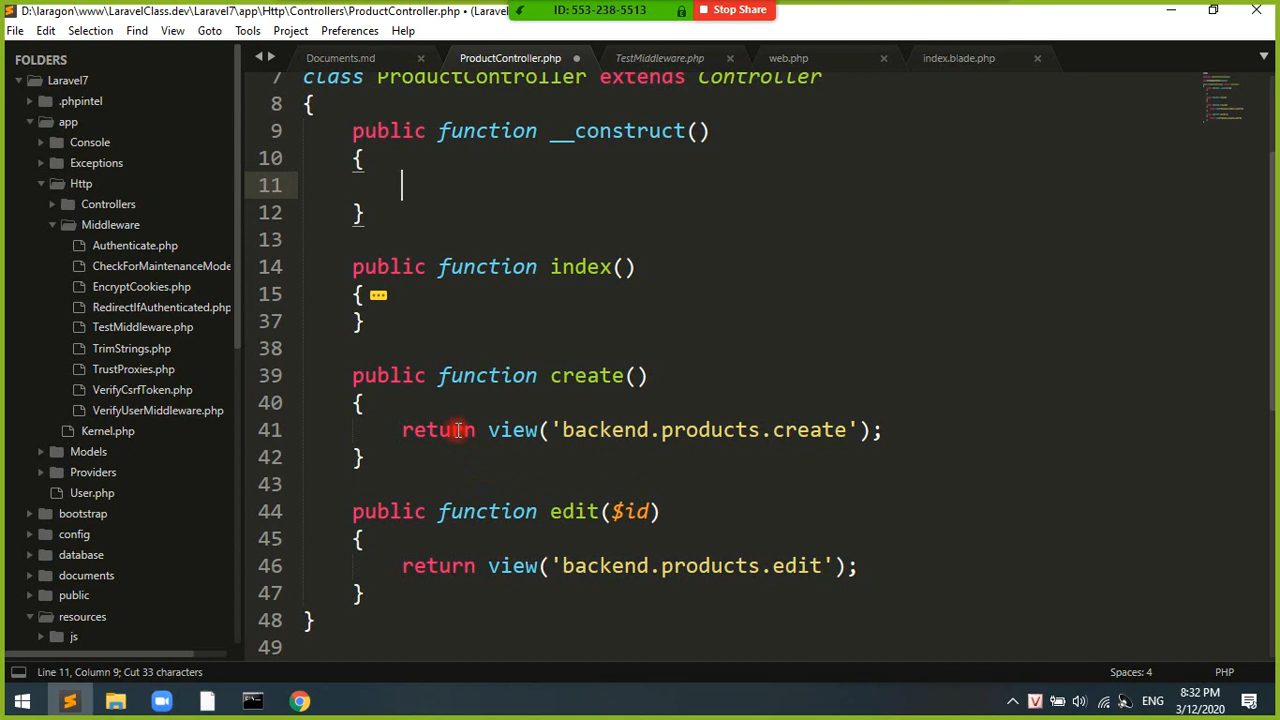 D:\laragon\www\LaravelClass.dev\Laravel7\app\Http\Controllers\ProductController.php • (Larave
ID: 553-238-5513
Stop Share
File Edit Selection Find View Goto Tools Project Preferences Help
FOLDERS
Laravel7
.phpintel
app
Console
Exceptions
Http
Controllers
Middleware
Authenticate.php
CheckForMaintenanceMode
EncryptCookies.php
RedirectIfAuthenticated.php
TestMiddleware.php
TrimStrings.php
TrustProxies.php
VerifyCsrfToken.php
VerifyUserMiddleware.php
Kernel.php
Models
Providers
User.php
bootstrap
config
database
documents
public
resources
js
Documents.md ProductController.php TestMiddleware.php web.php index.blade.php
7 class ProductController extends Controller
8 {
9 public function __construct()
10 {
11
12 }
13
14 public function index()
15 {
37 }
38
39 public function create()
40 {
41 return view('backend.products.create');
42 }
43
44 public function edit($id)
45 {
46 return view('backend.products.edit');
47 }
48 }
49
Line 11, Column 9; Cut 33 characters
Spaces: 4
PHP
ENG
8:32 PM
3/12/2020